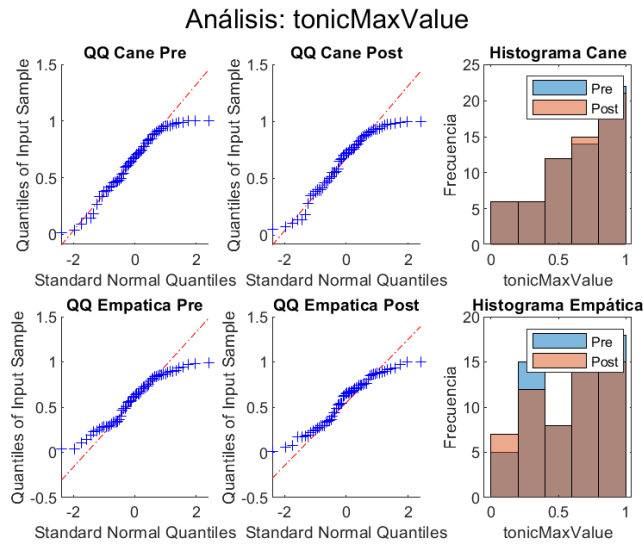 Análisis: tonicMaxValue
QQ Cane Pre
Quantiles of Input Sample
1.5
1
0.5
0
-2
0
2
Standard Normal Quantiles
QQ Cane Post
Quantiles of Input Sample
1.5
1
0.5
0
-2
0
2
Standard Normal Quantiles
Histograma Cane
Frecuencia
25
20
15
10
5
0
Pre
Post
0
0.5
1
tonicMaxValue
QQ Empatica Pre
Quantiles of Input Sample
1.5
1
0.5
0
-0.5
-2
0
2
Standard Normal Quantiles
QQ Empatica Post
Quantiles of Input Sample
1.5
1
0.5
0
-0.5
-2
0
2
Standard Normal Quantiles
Histograma Empática
Frecuencia
20
15
10
5
0
Pre
Post
0
0.5
1
tonicMaxValue